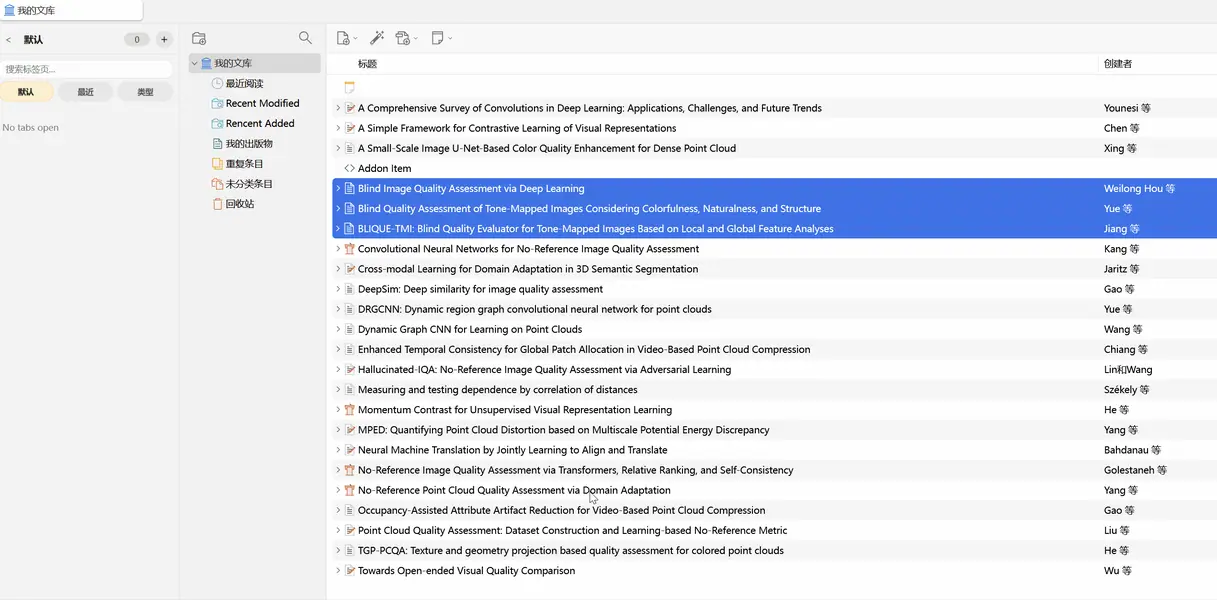 我的文库
< 默认 0 +
搜索标签页...
默认 最近 类型
No tabs open
我的文库
最近阅读
Recent Modified
Rencent Added
我的出版物
重复条目
未分类条目
回收站
标题 创建者
A Comprehensive Survey of Convolutions in Deep Learning: Applications, Challenges, and Future Trends Younesi 等
A Simple Framework for Contrastive Learning of Visual Representations Chen 等
A Small-Scale Image U-Net-Based Color Quality Enhancement for Dense Point Cloud Xing 等
Addon Item
Blind Image Quality Assessment via Deep Learning Weilong Hou 等
Blind Quality Assessment of Tone-Mapped Images Considering Colorfulness, Naturalness, and Structure Yue 等
BLIQUE-TMI: Blind Quality Evaluator for Tone-Mapped Images Based on Local and Global Feature Analyses Jiang 等
Convolutional Neural Networks for No-Reference Image Quality Assessment Kang 等
Cross-modal Learning for Domain Adaptation in 3D Semantic Segmentation Jaritz 等
DeepSim: Deep similarity for image quality assessment Gao 等
DRGCNN: Dynamic region graph convolutional neural network for point clouds Yue 等
Dynamic Graph CNN for Learning on Point Clouds Wang 等
Enhanced Temporal Consistency for Global Patch Allocation in Video-Based Point Cloud Compression Chiang 等
Hallucinated-IQA: No-Reference Image Quality Assessment via Adversarial Learning Lin和Wang
Measuring and testing dependence by correlation of distances Székely 等
Momentum Contrast for Unsupervised Visual Representation Learning He 等
MPED: Quantifying Point Cloud Distortion based on Multiscale Potential Energy Discrepancy Yang 等
Neural Machine Translation by Jointly Learning to Align and Translate Bahdanau 等
No-Reference Image Quality Assessment via Transformers, Relative Ranking, and Self-Consistency Golestaneh 等
No-Reference Point Cloud Quality Assessment via Domain Adaptation Yang 等
Occupancy-Assisted Attribute Artifact Reduction for Video-Based Point Cloud Compression Gao 等
Point Cloud Quality Assessment: Dataset Construction and Learning-based No-Reference Metric Liu 等
TGP-PCQA: Texture and geometry projection based quality assessment for colored point clouds He 等
Towards Open-ended Visual Quality Comparison Wu 等